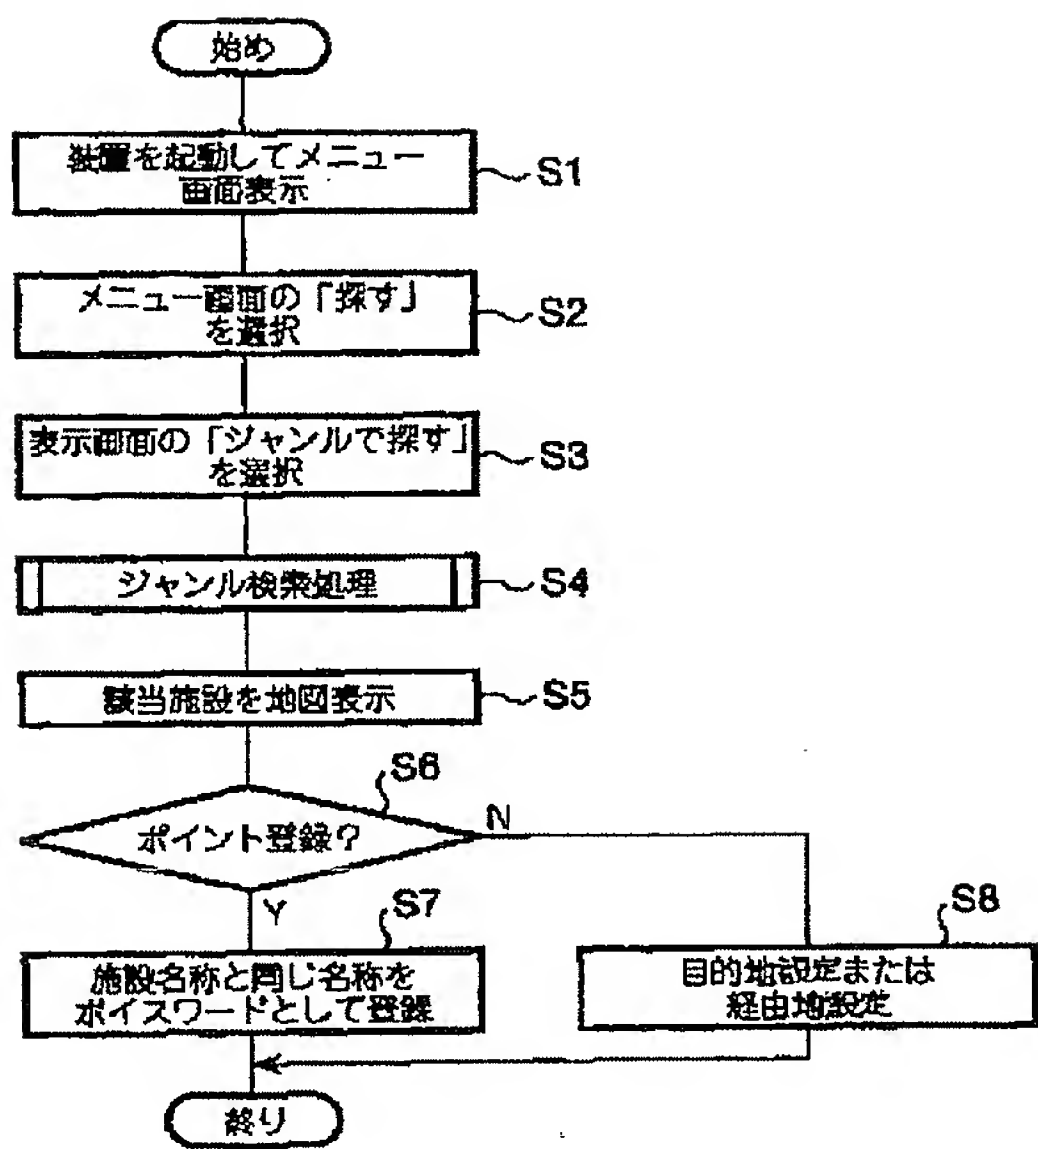 始め
装置を起動してメニュー
画面表示
S1
メニュー画面の「探す」
を選択
S2
表示画面の「ジャンルで探す」
を選択
S3
ジャンル検索処理
S4
該当施設を地図表示
S5
S6
ポイント登録?
N
Y
S7
施設名称と同じ名称を
ボイスワードとして登録
S8
目的地設定または
経由地設定
終り